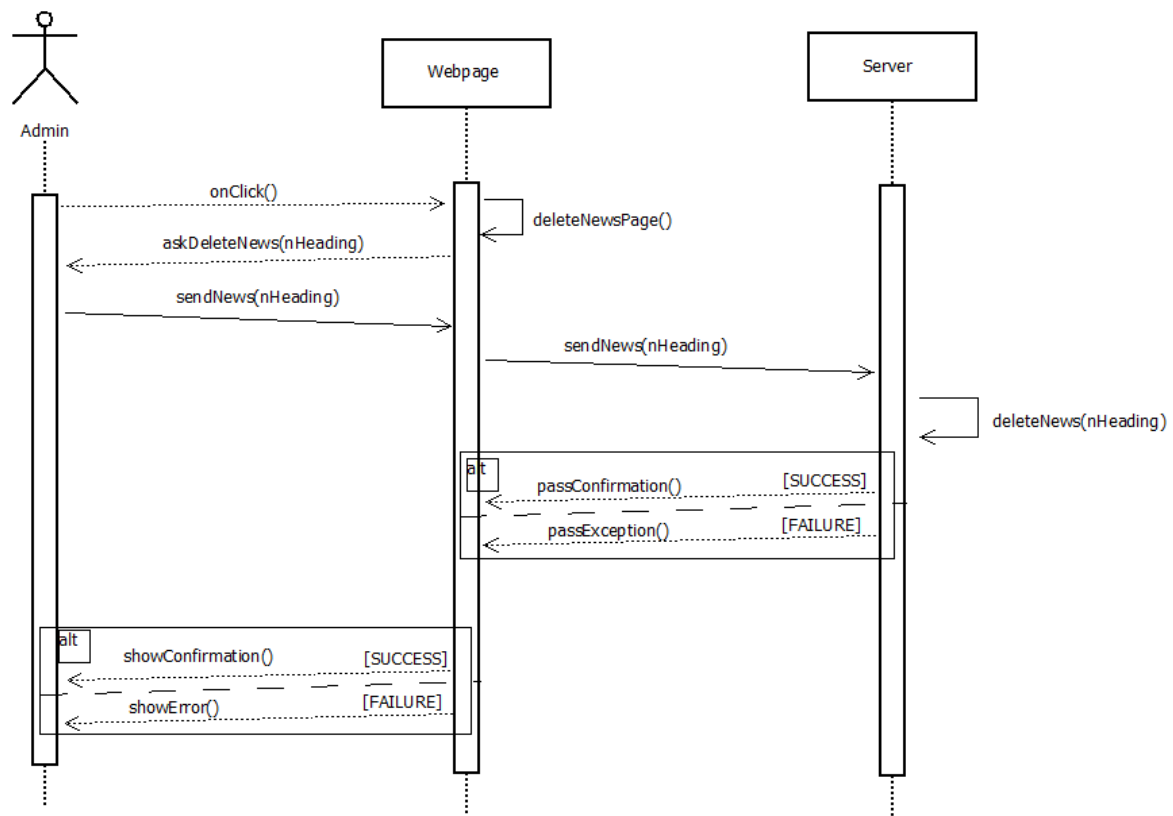 Admin
Webpage
Server
onClick()
deleteNewsPage()
askDeleteNews(nHeading)
sendNews(nHeading)
sendNews(nHeading)
deleteNews(nHeading)
alt
passConfirmation()
[SUCCESS]
passException()
[FAILURE]
alt
showConfirmation()
[SUCCESS]
showError()
[FAILURE]